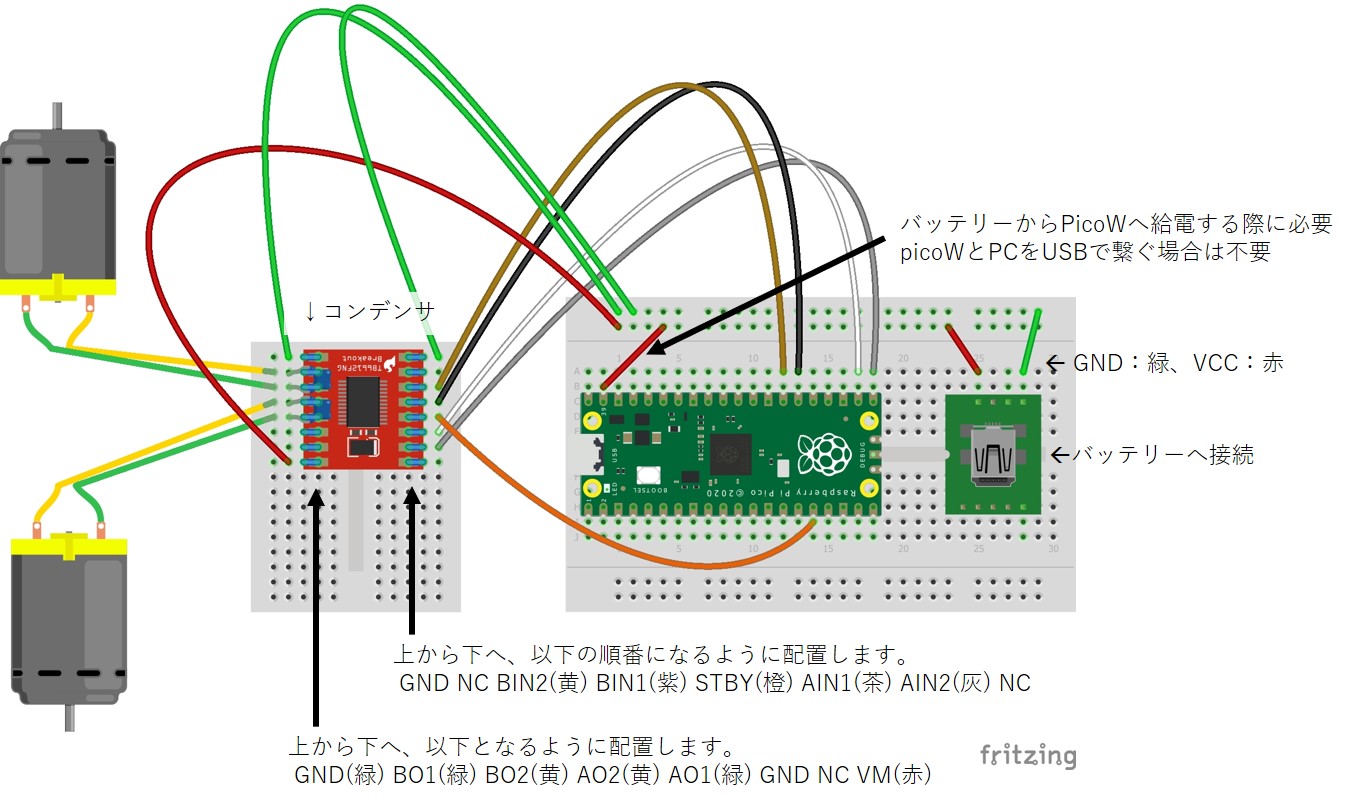 バッテリーからPicoWへ給電する際に必要
picoWとPCをUSBで繋ぐ場合は不要
↓コンデンサ
Breakout
TB6612FNG
1
5
10
15
20
25
←GND：緑、VCC：赤
←バッテリーへ接続
USB
LED
BOOTSEL
Raspberry Pi Pico ©2020
DEBUG
5
10
15
20
25
30
上から下へ、以下の順番になるように配置します。
GND NC BIN2(黄) BIN1(紫) STBY(橙) AIN1(茶) AIN2(灰) NC
上から下へ、以下となるように配置します。
GND(緑) BO1(緑) BO2(黄) AO2(黄) AO1(緑) GND NC VM(赤)
fritzing